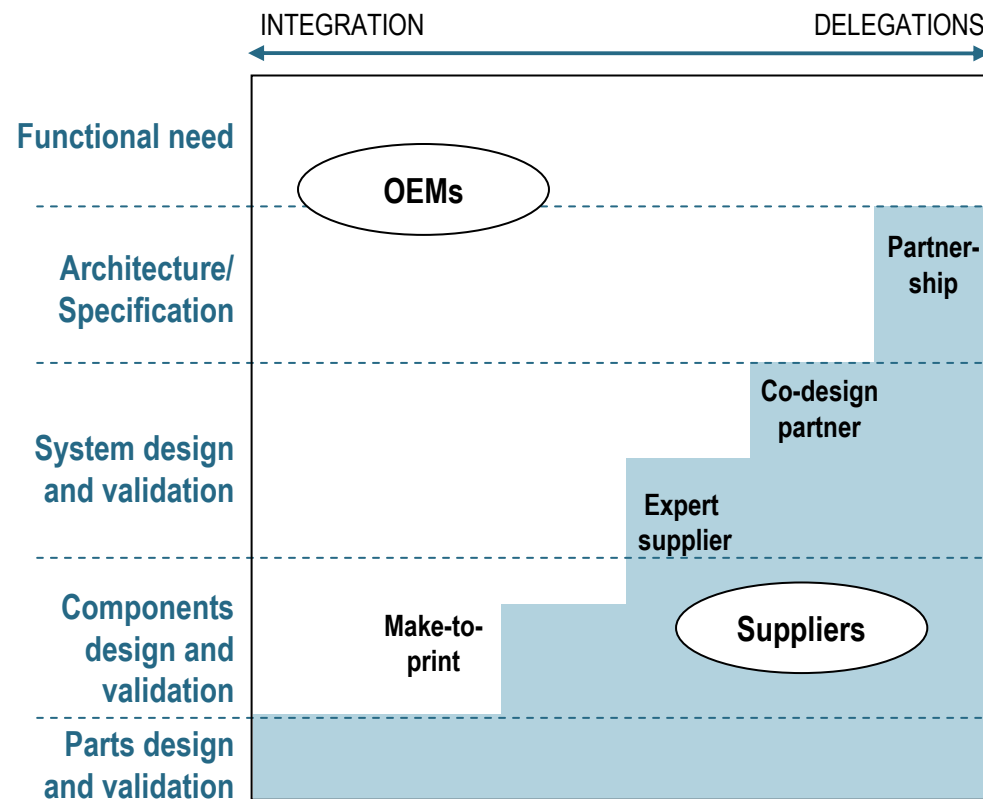 INTEGRATION
DELEGATIONS
Functional need
OEMs
Architecture/
Specification
Partner-
ship
System design
and validation
Co-design
partner
Expert
supplier
Components
design and
validation
Make-to-
print
Suppliers
Parts design
and validation